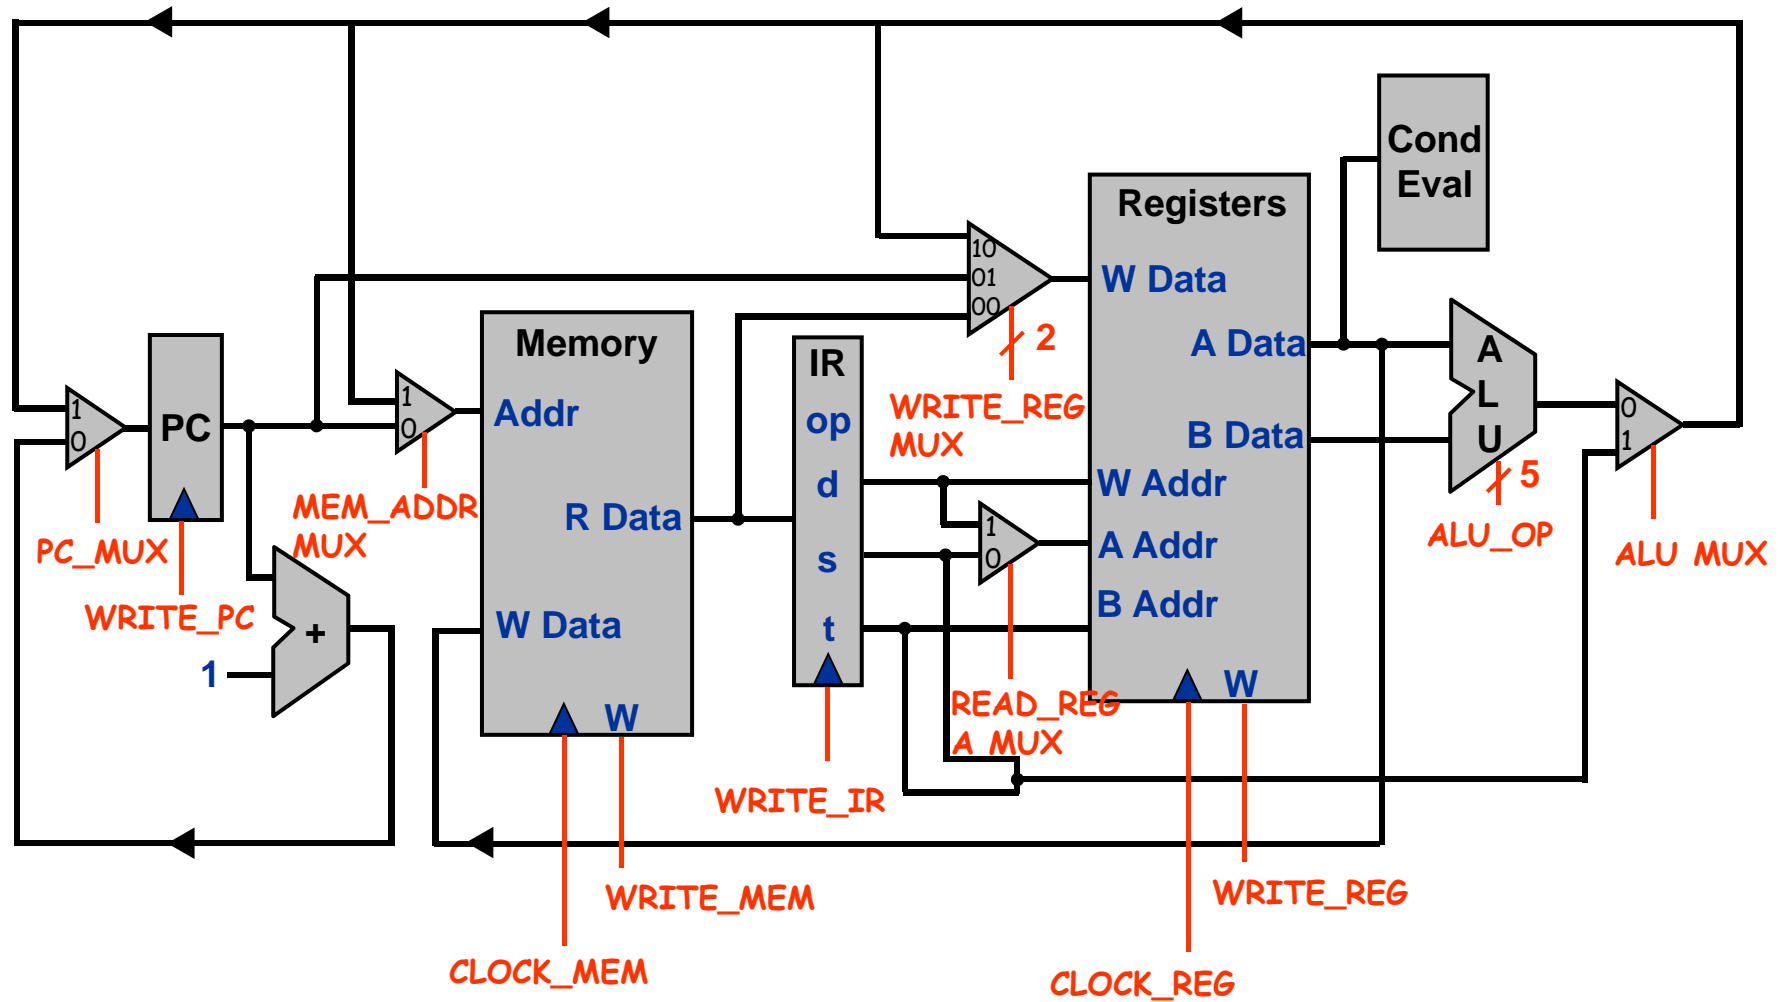 Cond
Eval
Registers
10
01
00
W Data
2
Memory
A Data
A
L
U
IR
1
0
PC
1
0
Addr
op
WRITE_REG
MUX
B Data
0
1
5
d
W Addr
MEM_ADDR
MUX
R Data
1
0
A Addr
ALU_OP
ALU MUX
PC_MUX
s
WRITE_PC
+
W Data
t
B Addr
1
W
W
READ_REG
A MUX
WRITE_IR
WRITE_MEM
WRITE_REG
CLOCK_MEM
CLOCK_REG